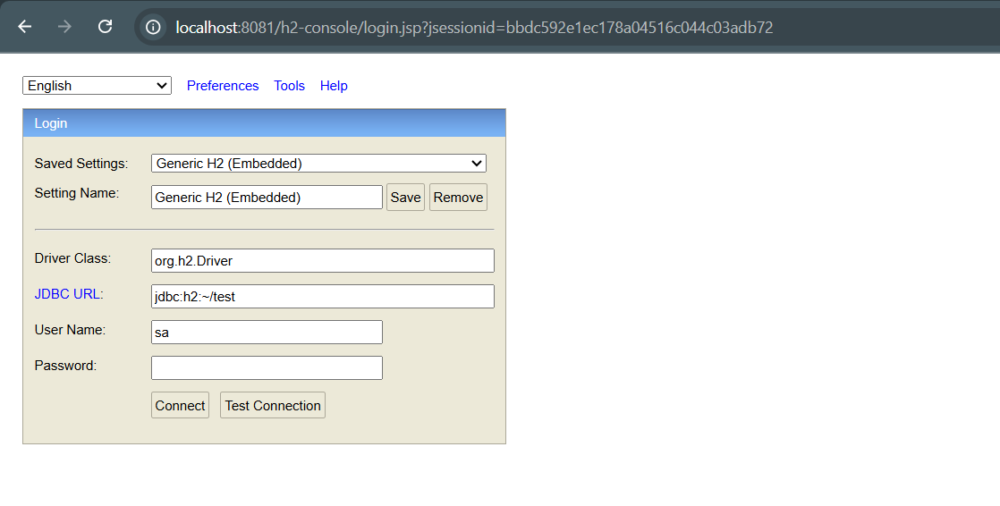 localhost:8081/h2-console/login.jsp?jsessionid=bbdc592e1ec178a04516c044c03adb72
English Preferences Tools Help
Login
Saved Settings: Generic H2 (Embedded)
Setting Name: Generic H2 (Embedded) Save Remove
Driver Class: org.h2.Driver
JDBC URL: jdbc:h2:~/test
User Name: sa
Password:
Connect Test Connection